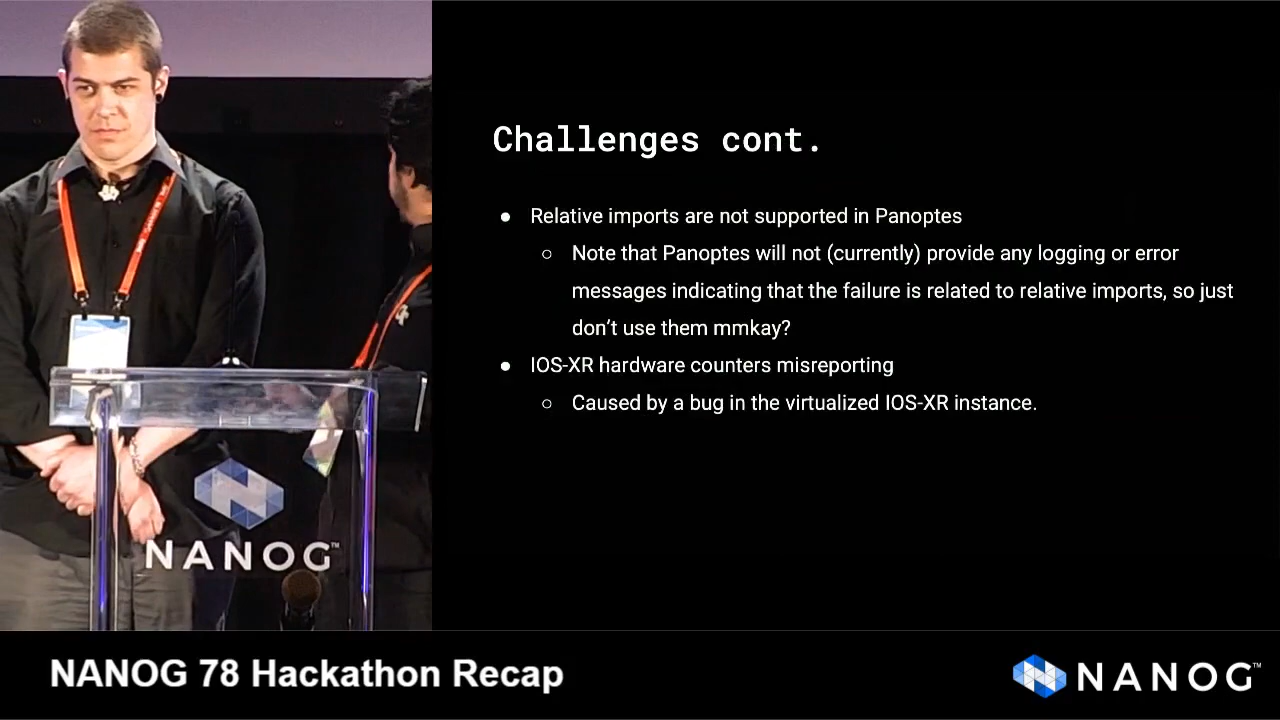 Challenges cont.
● Relative imports are not supported in Panoptes
○ Note that Panoptes will not (currently) provide any logging or error
messages indicating that the failure is related to relative imports, so just
don't use them mmkay?
● IOS-XR hardware counters misreporting
○ Caused by a bug in the virtualized IOS-XR instance.
NANOG™
NANOG 78 Hackathon Recap
NANOG™